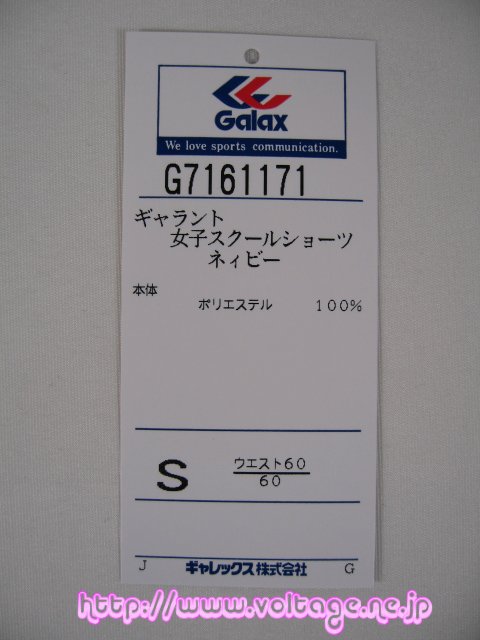 Galax
We love sports communication.
G7161171
ギャラント
女子スクールショーツ
ネィビー
本体
ポリエステル 100%
S
ウエスト60
60
J ギャレックス株式会社 G
http://www.voltage.nc.jp